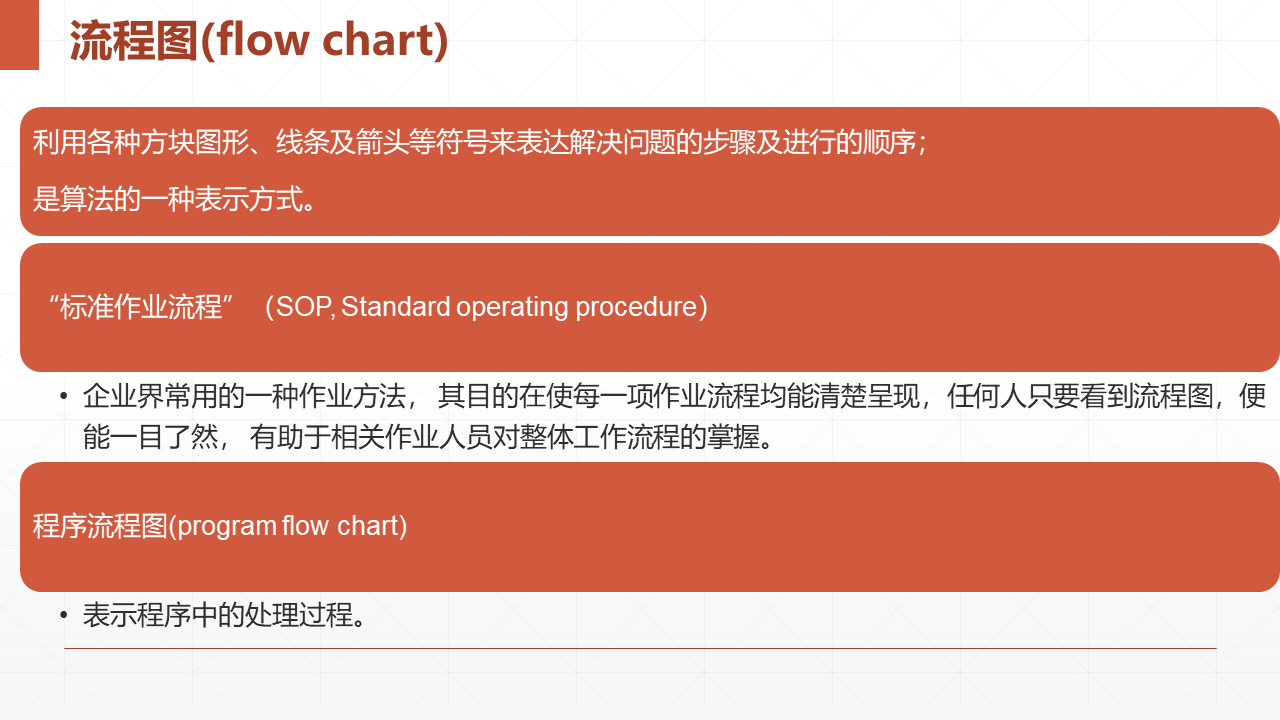 流程图(flow chart)
利用各种方块图形、线条及箭头等符号来表达解决问题的步骤及进行的顺序；
是算法的一种表示方式。
“标准作业流程”（SOP, Standard operating procedure）
• 企业界常用的一种作业方法， 其目的在使每一项作业流程均能清楚呈现，任何人只要看到流程图，便
能一目了然， 有助于相关作业人员对整体工作流程的掌握。
程序流程图(program flow chart)
• 表示程序中的处理过程。